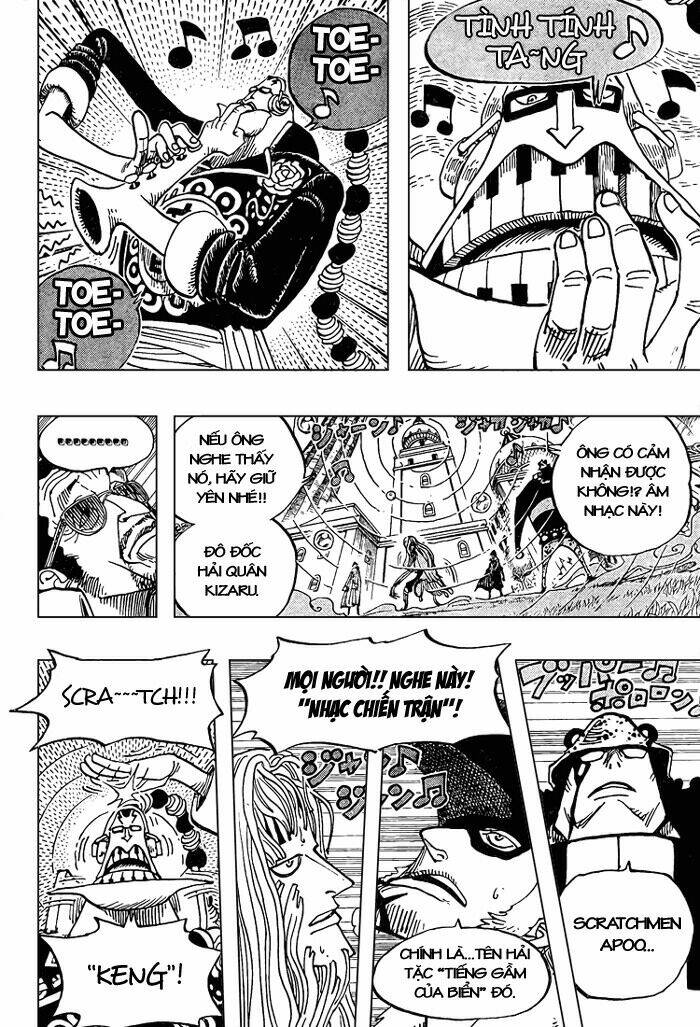 TÌNH TÍNH
TA~NG
TOE-
TOE-
TOE-
TOE-
ÔNG CÓ CẢM
NHẬN ĐƯỢC
KHÔNG!? ÂM
NHẠC NÀY!
NẾU ÔNG
NGHE THẤY
NÓ, HÃY GIỮ
YÊN NHÉ!!
ĐÔ ĐỐC
HẢI QUÂN
KIZARU.
.........
SCRATCHMEN
APOO...
MỌI NGƯỜI!! NGHE NÀY!
"NHẠC CHIẾN TRẬN"!
CHÍNH LÀ...TÊN HẢI
TẶC "TIẾNG GẦM
CỦA BIỂN" ĐÓ.
SCRA~~~TCH!!!
"KENG"!